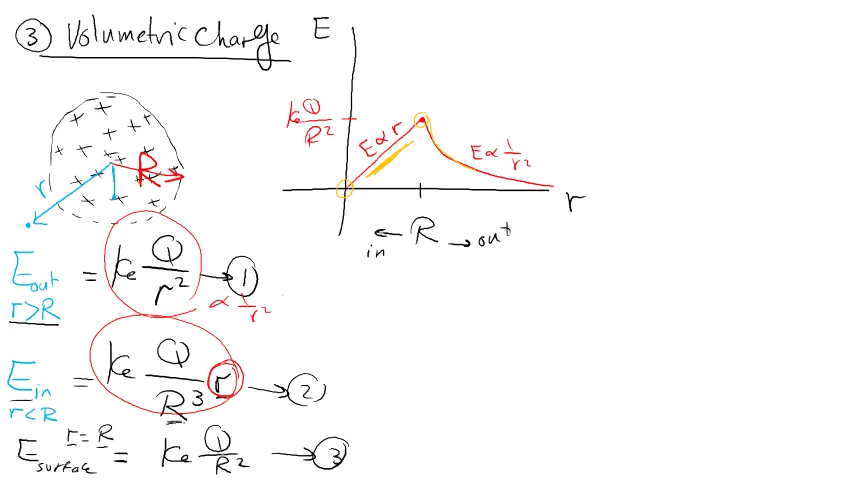 ③ Volumetric Charge
E
ke Q/R²
E ∝ r
E ∝ 1/r²
r
in ← R → out
R
r
E out = ke Q/r² → ①
r > R
∝ 1/r²
E in = ke Q/R³ r → ②
r < R
r = R
E surface = ke Q/R² → ③